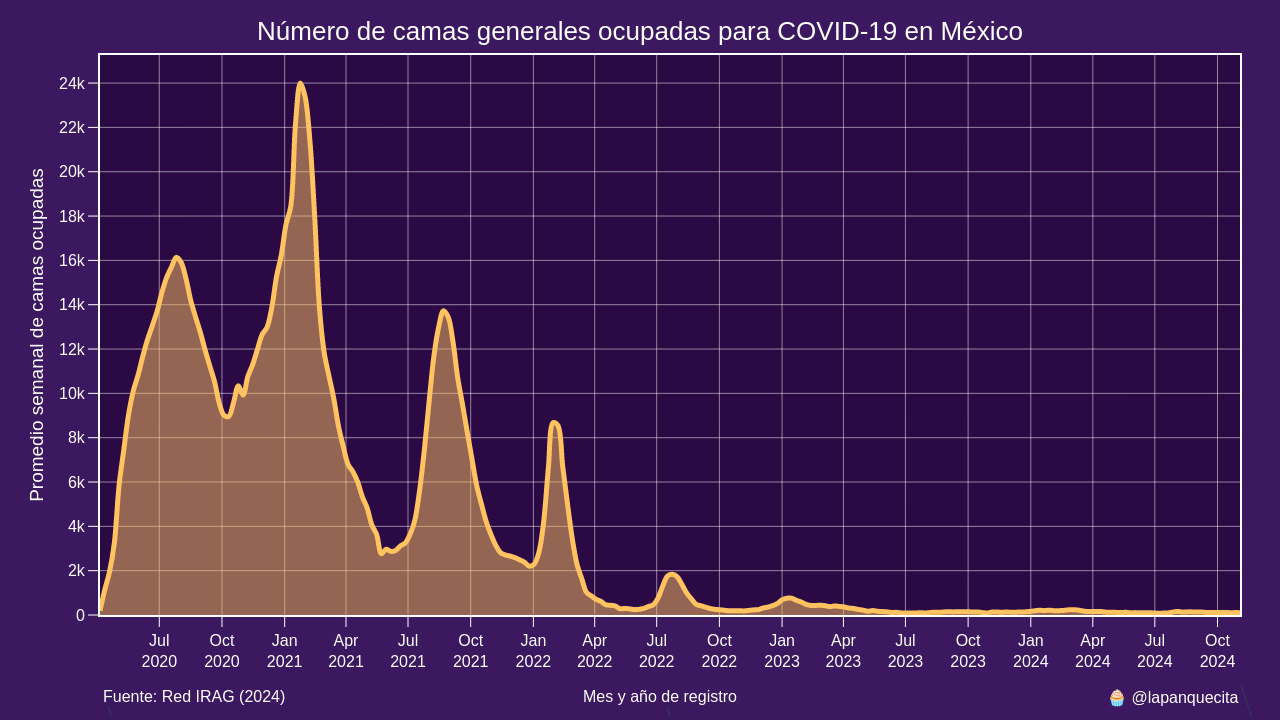 Número de camas generales ocupadas para COVID-19 en México
Promedio semanal de camas ocupadas
24k
22k
20k
18k
16k
14k
12k
10k
8k
6k
4k
2k
0
Jul Oct Jan Apr Jul Oct Jan Apr Jul Oct Jan Apr Jul Oct Jan Apr Jul Oct
2020 2020 2021 2021 2021 2021 2022 2022 2022 2022 2023 2023 2023 2023 2024 2024 2024 2024
Fuente: Red IRAG (2024) Mes y año de registro 🧁 @lapanquecita